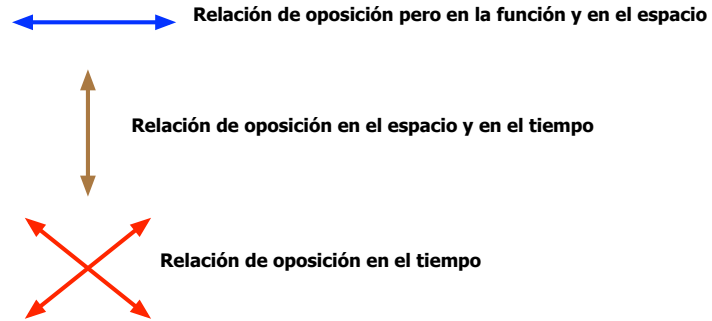 Relación de oposición pero en la función y en el espacio
Relación de oposición en el espacio y en el tiempo
Relación de oposición en el tiempo